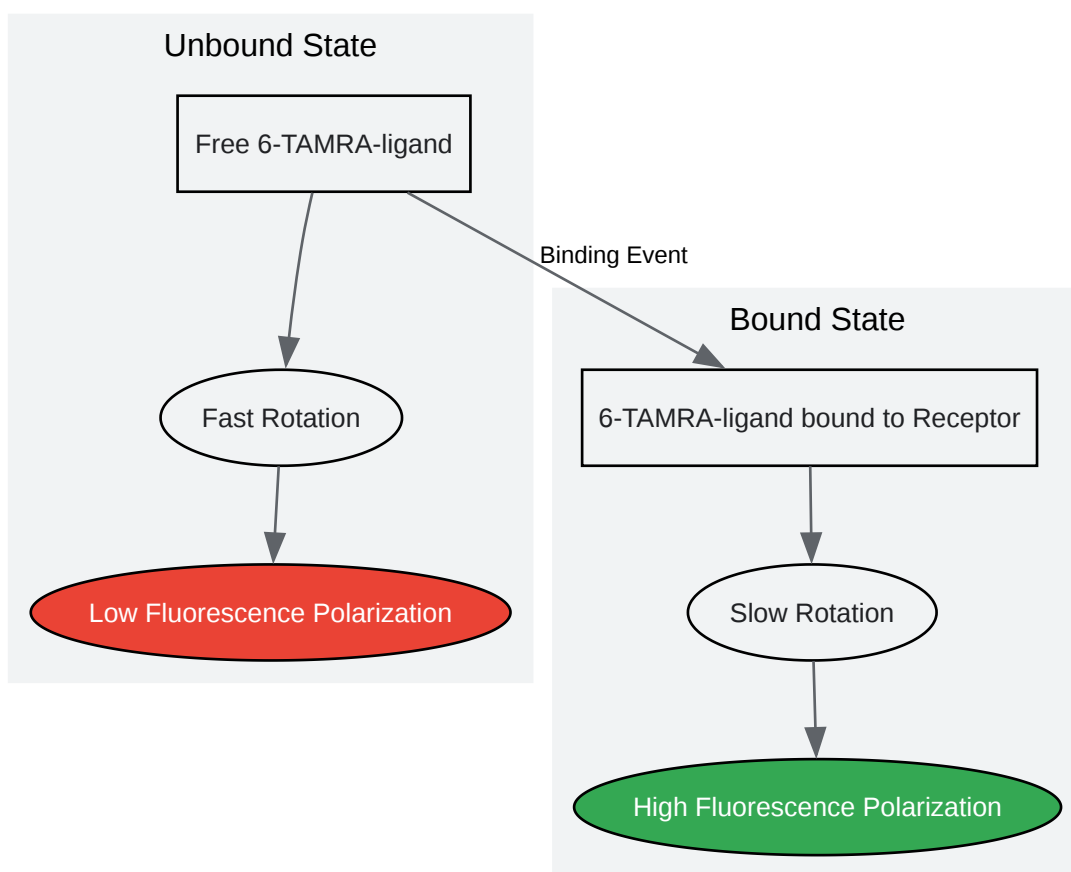 Unbound State
Free 6-TAMRA-ligand
Binding Event
Bound State
Fast Rotation
6-TAMRA-ligand bound to Receptor
Low Fluorescence Polarization
Slow Rotation
High Fluorescence Polarization